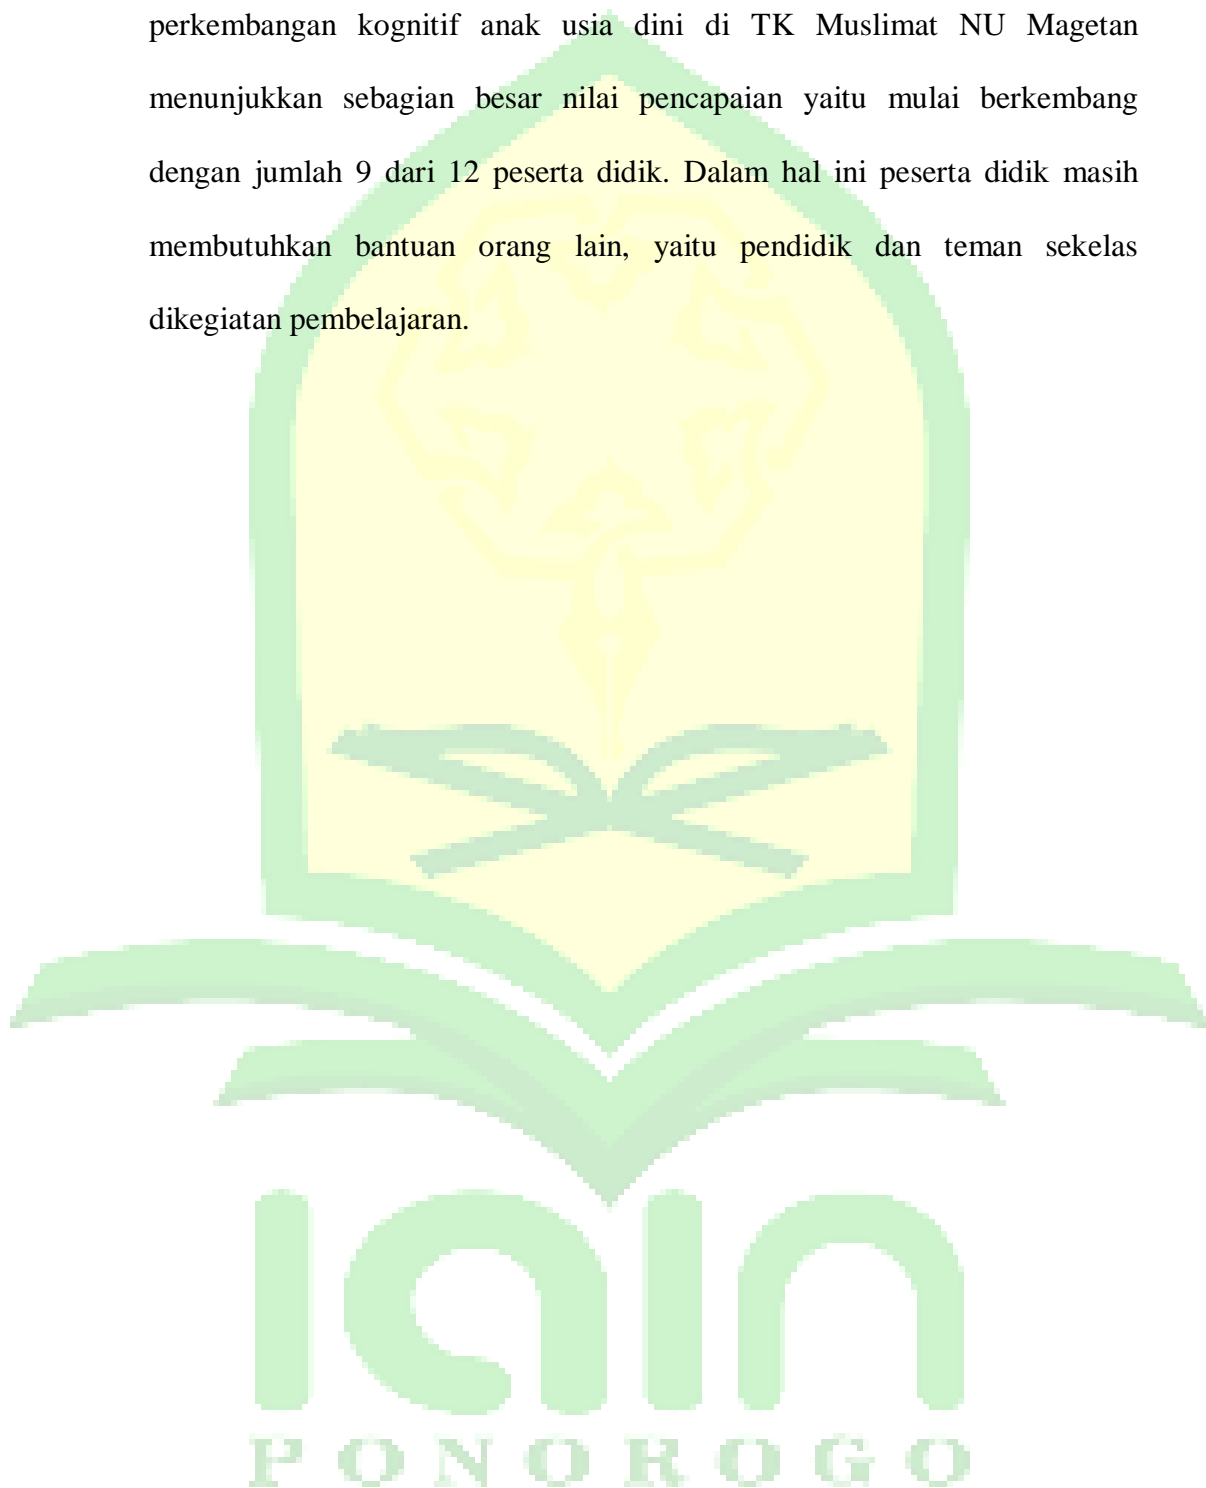 perkembangan kognitif anak usia dini di TK Muslimat NU Magetan
menunjukkan sebagian besar nilai pencapaian yaitu mulai berkembang
dengan jumlah 9 dari 12 peserta didik. Dalam hal ini peserta didik masih
membutuhkan bantuan orang lain, yaitu pendidik dan teman sekelas
dikegiatan pembelajaran.
iain
PONOROGO